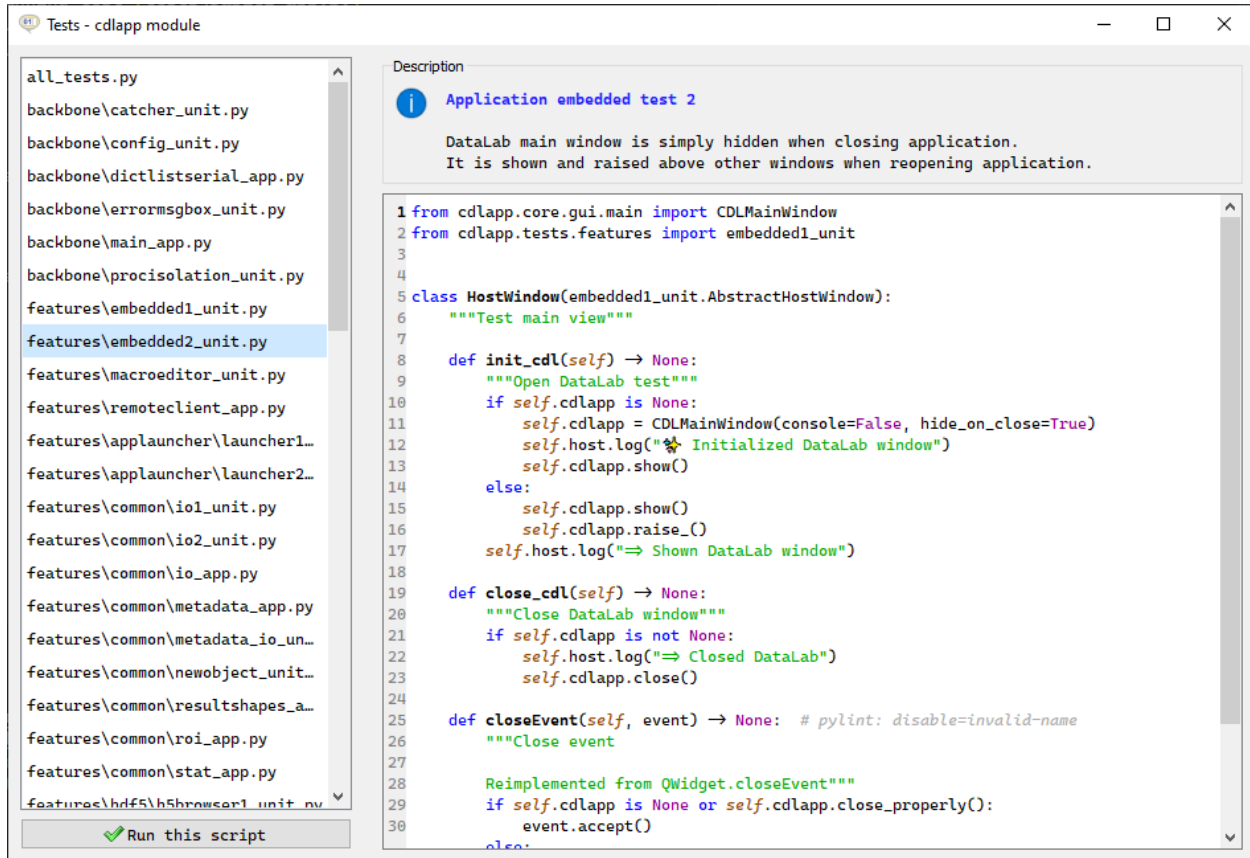 Tests - cdlapp module
all_tests.py
backbone\catcher_unit.py
backbone\config_unit.py
backbone\dictlistserial_app.py
backbone\errormsgbox_unit.py
backbone\main_app.py
backbone\procisolation_unit.py
features\embedded1_unit.py
features\embedded2_unit.py
features\macroeditor_unit.py
features\remoteclient_app.py
features\applauncher\launcher1…
features\applauncher\launcher2…
features\common\io1_unit.py
features\common\io2_unit.py
features\common\io_app.py
features\common\metadata_app.py
features\common\metadata_io_un…
features\common\newobject_unit…
features\common\resultshapes_a…
features\common\roi_app.py
features\common\stat_app.py
features\hdf5\h5browser1_unit.py
Run this script
Description
Application embedded test 2
DataLab main window is simply hidden when closing application.
It is shown and raised above other windows when reopening application.
1 from cdlapp.core.gui.main import CDLMainWindow
2 from cdlapp.tests.features import embedded1_unit
3
4
5 class HostWindow(embedded1_unit.AbstractHostWindow):
6     """Test main view"""
7
8     def init_cdl(self) → None:
9         """Open DataLab test"""
10         if self.cdlapp is None:
11             self.cdlapp = CDLMainWindow(console=False, hide_on_close=True)
12             self.host.log("✨ Initialized DataLab window")
13             self.cdlapp.show()
14         else:
15             self.cdlapp.show()
16             self.cdlapp.raise_()
17         self.host.log("⇒ Shown DataLab window")
18
19     def close_cdl(self) → None:
20         """Close DataLab window"""
21         if self.cdlapp is not None:
22             self.host.log("⇒ Closed DataLab")
23             self.cdlapp.close()
24
25     def closeEvent(self, event) → None:  # pylint: disable=invalid-name
26         """Close event
27
28         Reimplemented from QWidget.closeEvent"""
29         if self.cdlapp is None or self.cdlapp.close_properly():
30             event.accept()
else: